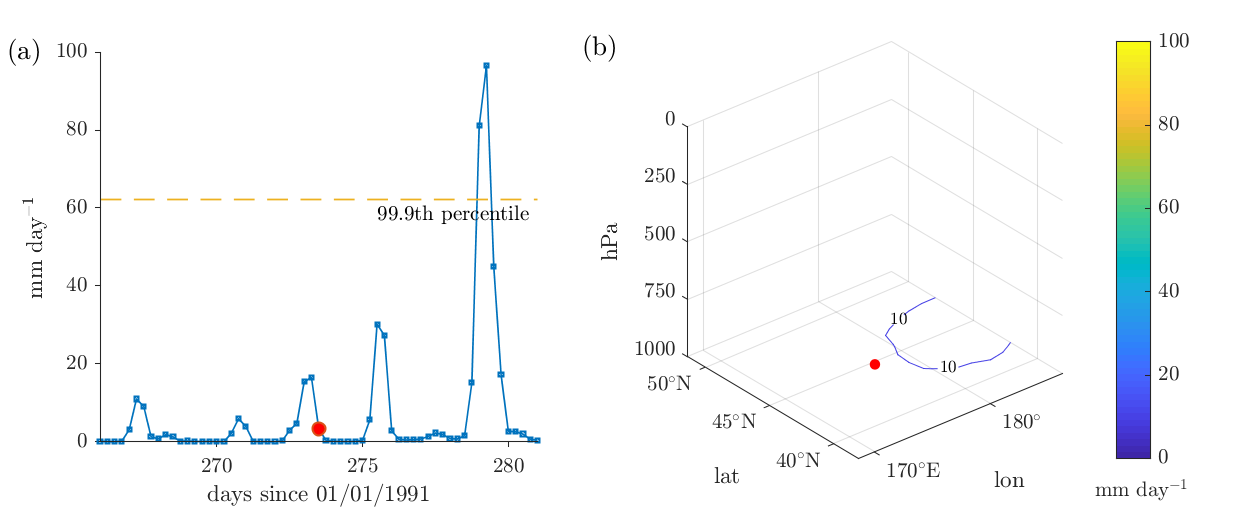 (a)
100
80
60
40
20
0
mm day⁻¹
99.9th percentile
270 275 280
days since 01/01/1991
(b)
0
250
500
750
1000
hPa
50°N
45°N
40°N
lat
170°E
180°
lon
10
10
100
80
60
40
20
0
mm day⁻¹